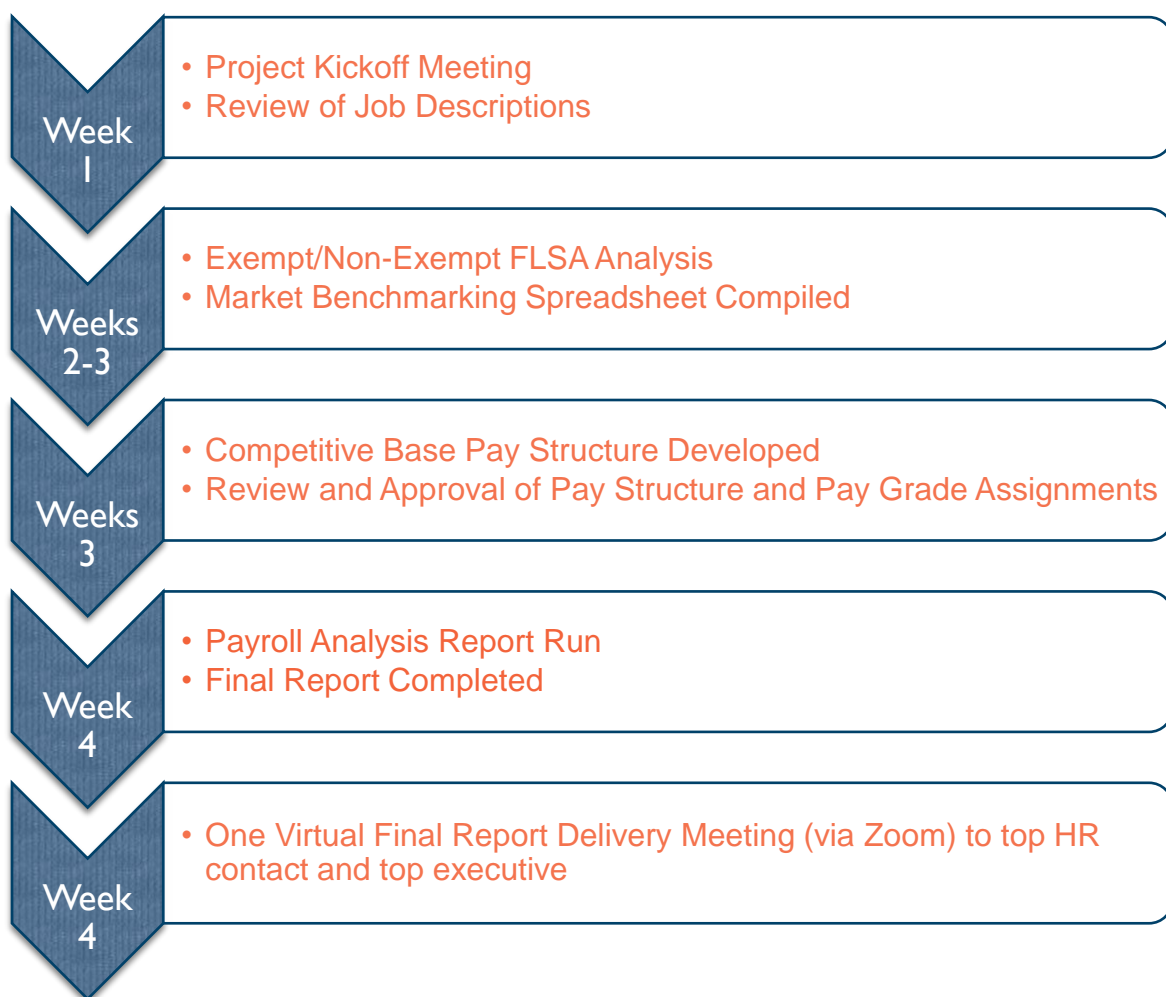 Week
1
• Project Kickoff Meeting
• Review of Job Descriptions
Weeks
2-3
• Exempt/Non-Exempt FLSA Analysis
• Market Benchmarking Spreadsheet Compiled
Weeks
3
• Competitive Base Pay Structure Developed
• Review and Approval of Pay Structure and Pay Grade Assignments
Week
4
• Payroll Analysis Report Run
• Final Report Completed
Week
4
• One Virtual Final Report Delivery Meeting (via Zoom) to top HR
contact and top executive